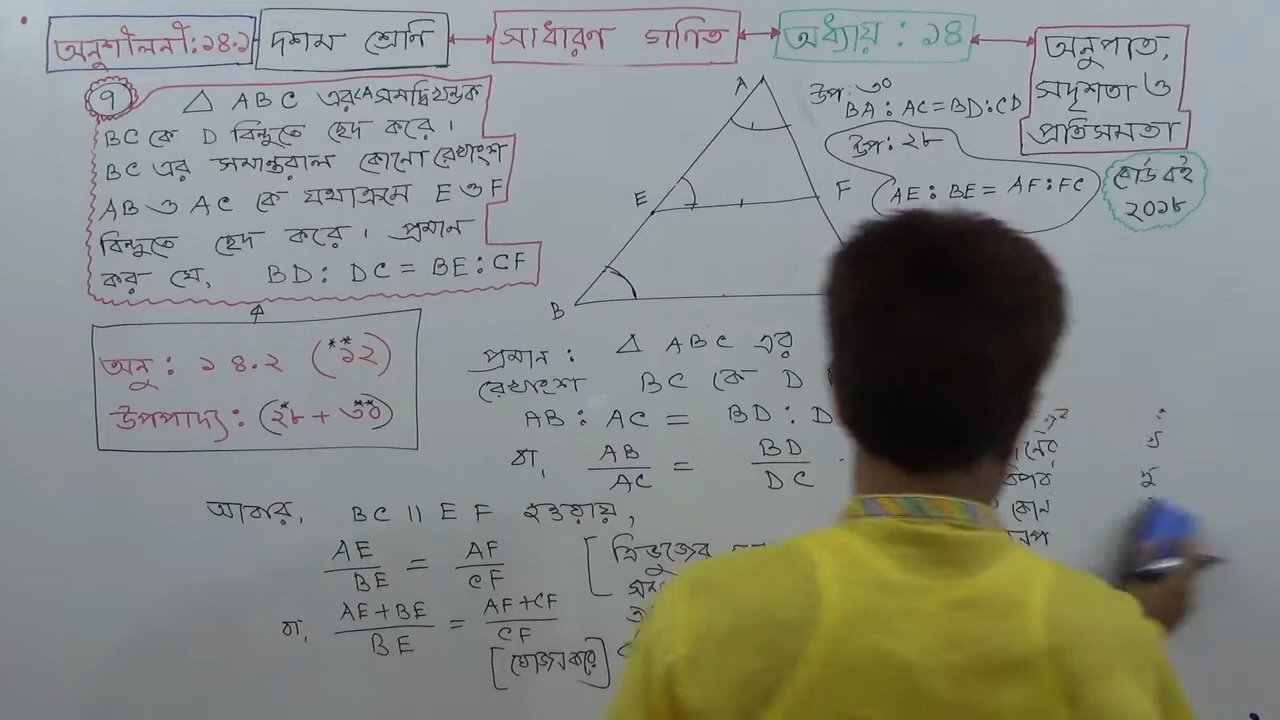 অনুশীলনী:১৪.১
দশম শ্রেণি
সাধারণ গণিত
অধ্যায় : ১৪
অনুপাত,
সদৃশতা ও
প্রতিসমতা
বোর্ড বই
২০১৮
৭
△ ABC এর ∠A সমদ্বিখন্ডক
BC কে D বিন্দুতে ছেদ করে।
BC এর সমান্তরাল কোনো রেখাংশ
AB ও AC কে যথাক্রমে E ও F
বিন্দুতে ছেদ করে। প্রমান
কর যে, BD : DC = BE : CF
অনু : ১৪.২ (**১২)
উপপাদ্য: (২৮* + ৩০**)
A
E
F
B
উপ: ৩০
BA : AC = BD : CD
উপ: ২৮
AE : BE = AF : FC
প্রমান : △ ABC এর
রেখাংশ BC কে D
AB : AC = BD : D
বা, AB/AC = BD/DC
আবার, BC || EF হওয়ায়,
AE/BE = AF/CF [ত্রিভুজের
বা, AE+BE/BE = AF+CF/CF
[যোজন করে]
কোন